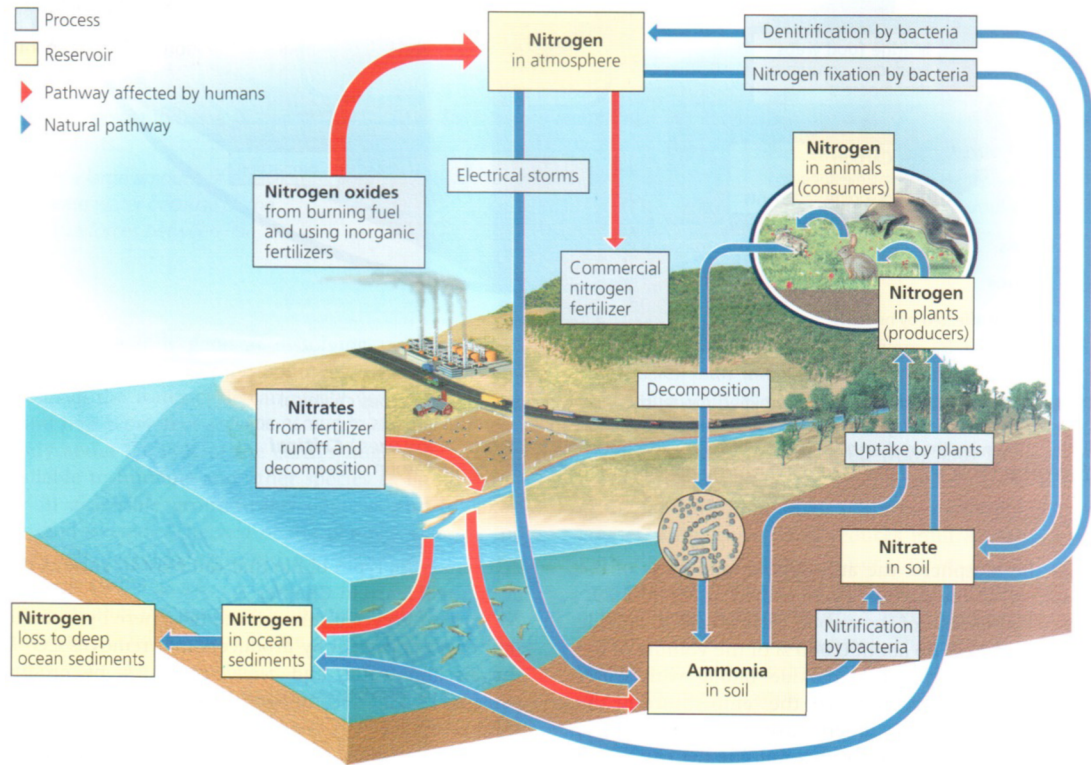 Process
Reservoir
Pathway affected by humans
Natural pathway
Nitrogen
in atmosphere
Denitrification by bacteria
Nitrogen fixation by bacteria
Nitrogen oxides
from burning fuel
and using inorganic
fertilizers
Electrical storms
Commercial
nitrogen
fertilizer
Nitrogen
in animals
(consumers)
Nitrogen
in plants
(producers)
Decomposition
Nitrates
from fertilizer
runoff and
decomposition
Uptake by plants
Nitrate
in soil
Nitrogen
loss to deep
ocean sediments
Nitrogen
in ocean
sediments
Ammonia
in soil
Nitrification
by bacteria